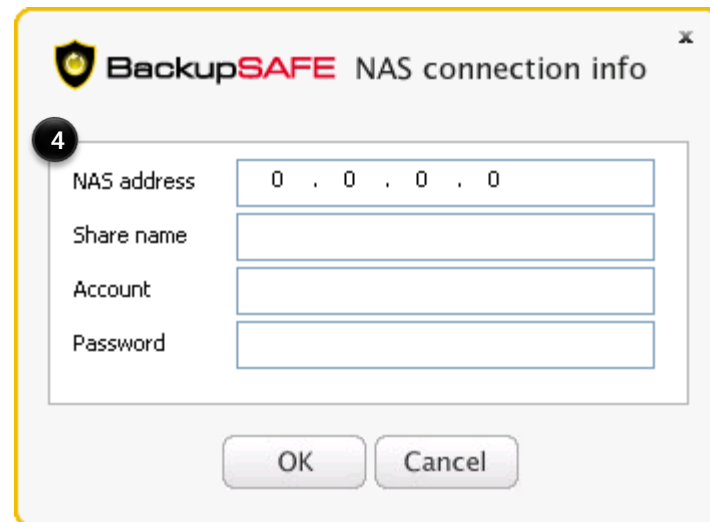 BackupSAFE NAS connection info
x
4
NAS address 0 . 0 . 0 . 0
Share name
Account
Password
OK Cancel